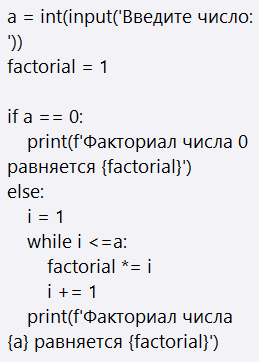 a = int(input('Введите число:
'))
factorial = 1

if a == 0:
    print(f'Факториал числа 0
равняется {factorial}')
else:
    i = 1
    while i <=a:
        factorial *= i
        i += 1
    print(f'Факториал числа
{a} равняется {factorial}')